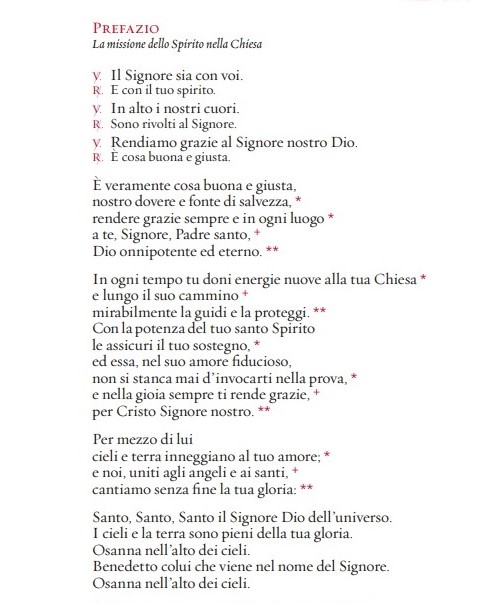 PREFAZIO
La missione dello Spirito nella Chiesa
℣. Il Signore sia con voi.
℟. E con il tuo spirito.
℣. In alto i nostri cuori.
℟. Sono rivolti al Signore.
℣. Rendiamo grazie al Signore nostro Dio.
℟. È cosa buona e giusta.
È veramente cosa buona e giusta,
nostro dovere e fonte di salvezza, *
rendere grazie sempre e in ogni luogo *
a te, Signore, Padre santo, +
Dio onnipotente ed eterno. **
In ogni tempo tu doni energie nuove alla tua Chiesa *
e lungo il suo cammino +
mirabilmente la guidi e la proteggi. **
Con la potenza del tuo santo Spirito
le assicuri il tuo sostegno, *
ed essa, nel suo amore fiducioso,
non si stanca mai d'invocarti nella prova, *
e nella gioia sempre ti rende grazie, +
per Cristo Signore nostro. **
Per mezzo di lui
cieli e terra inneggiano al tuo amore; *
e noi, uniti agli angeli e ai santi, +
cantiamo senza fine la tua gloria: **
Santo, Santo, Santo il Signore Dio dell'universo.
I cieli e la terra sono pieni della tua gloria.
Osanna nell'alto dei cieli.
Benedetto colui che viene nel nome del Signore.
Osanna nell'alto dei cieli.